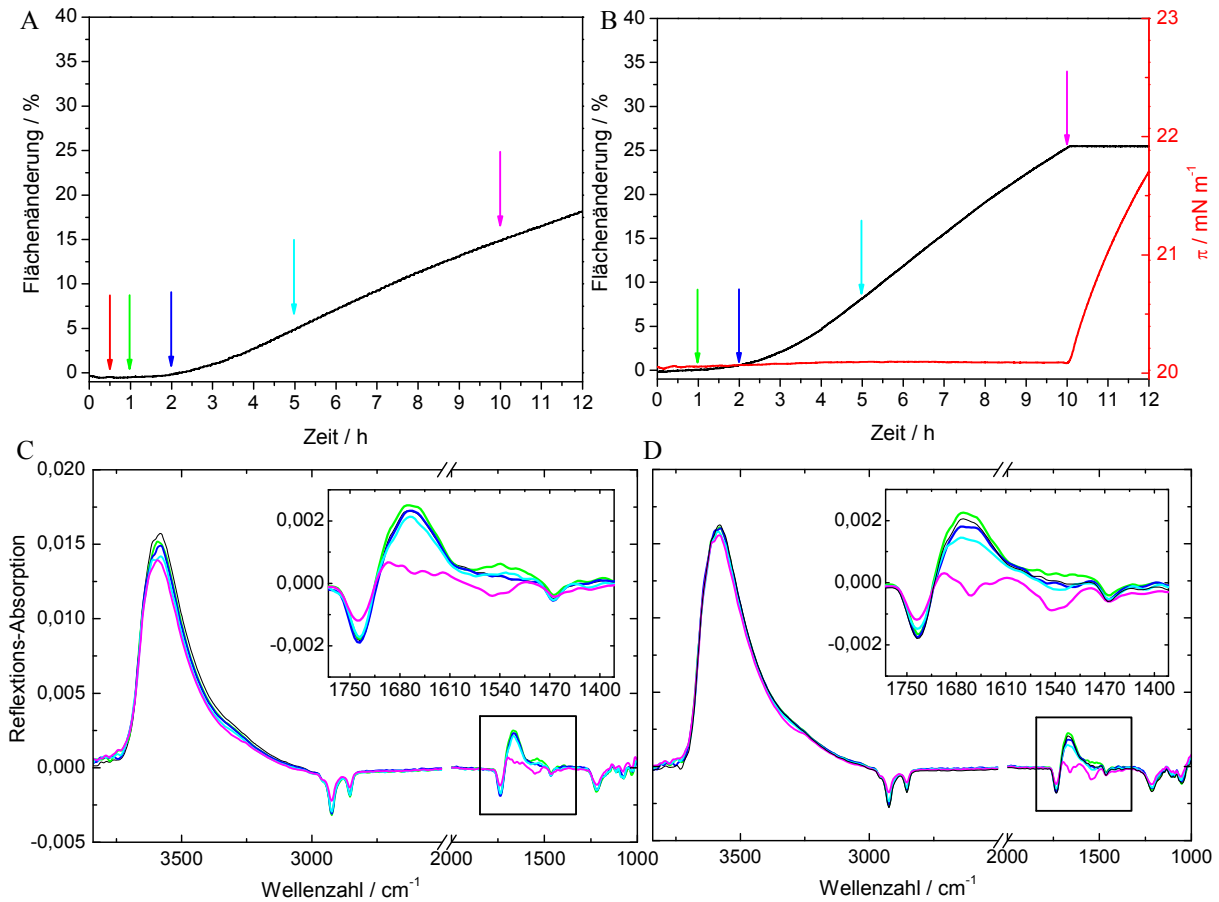 A
B
40
35
30
25
20
15
10
5
0
Flächenänderung / %
0 1 2 3 4 5 6 7 8 9 10 11 12
Zeit / h
40
35
30
25
20
15
10
5
0
Flächenänderung / %
0 1 2 3 4 5 6 7 8 9 10 11 12
Zeit / h
23
22
21
20
π / mN m⁻¹
C
D
0,020
0,015
0,010
0,005
0,000
-0,005
Reflextions-Absorption
0,002
0,000
-0,002
1750 1680 1610 1540 1470 1400
3500 3000 2000 1500 1000
Wellenzahl / cm⁻¹
0,002
0,000
-0,002
1750 1680 1610 1540 1470 1400
3500 3000 2000 1500 1000
Wellenzahl / cm⁻¹